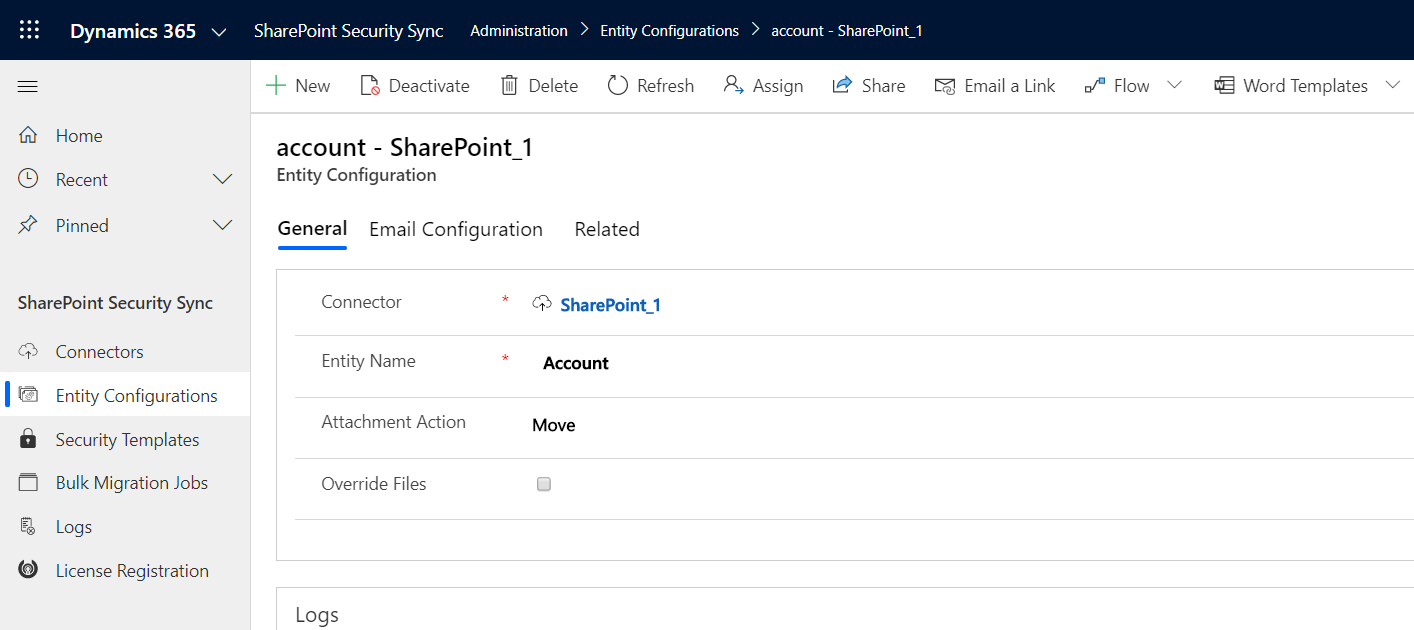 Dynamics 365 SharePoint Security Sync Administration > Entity Configurations > account - SharePoint_1
New Deactivate Delete Refresh Assign Share Email a Link Flow Word Templates
Home
Recent
Pinned
SharePoint Security Sync
Connectors
Entity Configurations
Security Templates
Bulk Migration Jobs
Logs
License Registration
account - SharePoint_1
Entity Configuration
General Email Configuration Related
Connector * SharePoint_1
Entity Name * Account
Attachment Action Move
Override Files
Logs